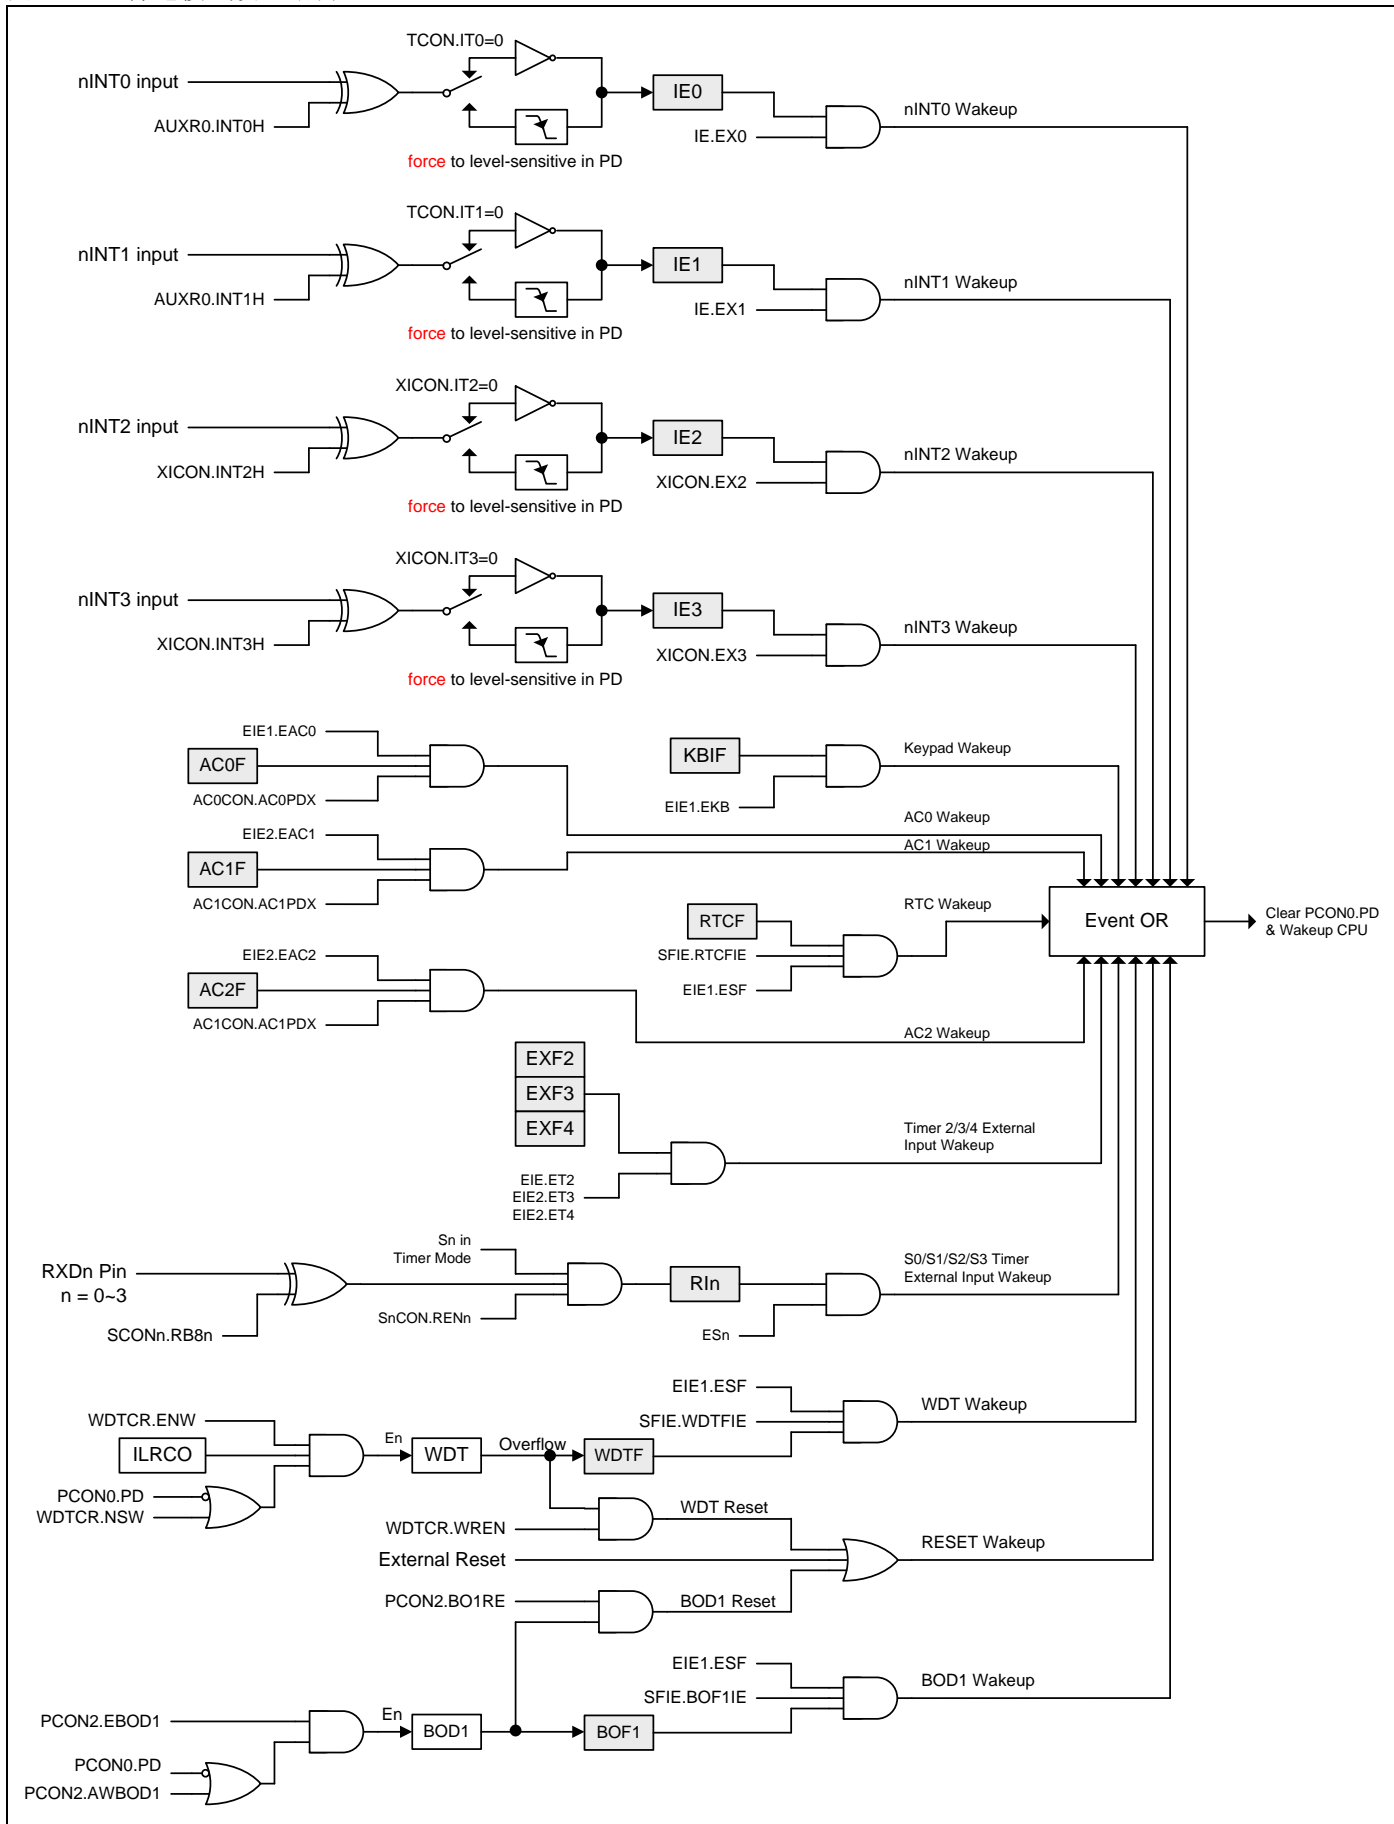 TCON.IT0=0
nINT0 input
AUXR0.INT0H
IE0
IE.EX0
nINT0 Wakeup
force to level-sensitive in PD
TCON.IT1=0
nINT1 input
AUXR0.INT1H
IE1
IE.EX1
nINT1 Wakeup
force to level-sensitive in PD
XICON.IT2=0
nINT2 input
XICON.INT2H
IE2
XICON.EX2
nINT2 Wakeup
force to level-sensitive in PD
XICON.IT3=0
nINT3 input
XICON.INT3H
IE3
XICON.EX3
nINT3 Wakeup
force to level-sensitive in PD
EIE1.EAC0
AC0F
AC0CON.AC0PDX
KBIF
EIE1.EKB
Keypad Wakeup
AC0 Wakeup
EIE2.EAC1
AC1F
AC1CON.AC1PDX
AC1 Wakeup
RTCF
SFIE.RTCFIE
EIE1.ESF
RTC Wakeup
Event OR
Clear PCON0.PD
& Wakeup CPU
EIE2.EAC2
AC2F
AC1CON.AC1PDX
AC2 Wakeup
EXF2
EXF3
EXF4
EIE.ET2
EIE2.ET3
EIE2.ET4
Timer 2/3/4 External
Input Wakeup
RXDn Pin
n = 0~3
SCONn.RB8n
Sn in
Timer Mode
SnCON.RENn
RIn
ESn
S0/S1/S2/S3 Timer
External Input Wakeup
WDTCR.ENW
ILRCO
PCON0.PD
WDTCR.NSW
En
WDT
Overflow
WDTF
EIE1.ESF
SFIE.WDTFIE
WDT Wakeup
WDTCR.WREN
WDT Reset
External Reset
RESET Wakeup
PCON2.BO1RE
BOD1 Reset
EIE1.ESF
SFIE.BOF1IE
BOD1 Wakeup
PCON2.EBOD1
PCON0.PD
PCON2.AWBOD1
En
BOD1
BOF1